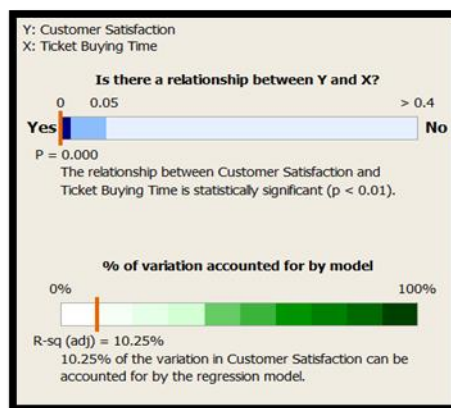 Y: Customer Satisfaction
X: Ticket Buying Time
Is there a relationship between Y and X?
0 0.05 > 0.4
Yes No
P = 0.000
The relationship between Customer Satisfaction and
Ticket Buying Time is statistically significant (p < 0.01).
% of variation accounted for by model
0% 100%
R-sq (adj) = 10.25%
10.25% of the variation in Customer Satisfaction can be
accounted for by the regression model.